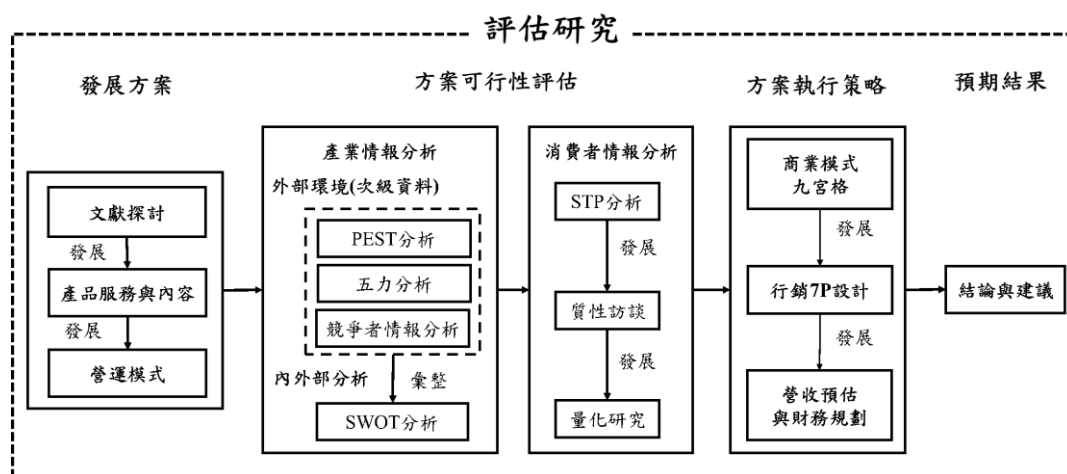 評估研究
發展方案
方案可行性評估
方案執行策略
預期結果
文獻探討
發展
產品服務與內容
發展
營運模式
產業情報分析
外部環境(次級資料)
PEST分析
五力分析
競爭者情報分析
內外部分析
彙整
SWOT分析
消費者情報分析
STP分析
發展
質性訪談
發展
量化研究
商業模式
九宮格
發展
行銷7P設計
發展
營收預估
與財務規劃
結論與建議